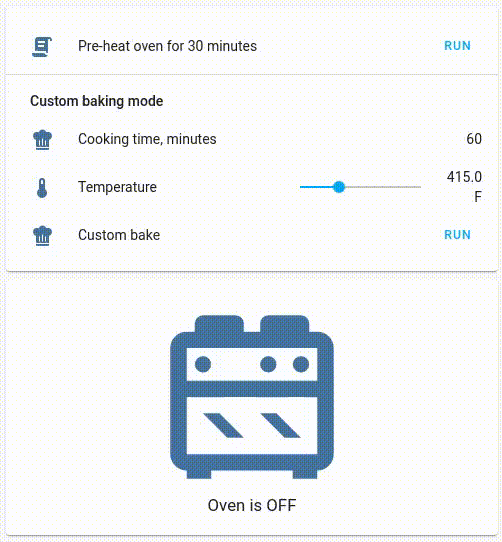 Pre-heat oven for 30 minutes RUN
Custom baking mode
Cooking time, minutes 60
Temperature 415.0
F
Custom bake RUN
Oven is OFF